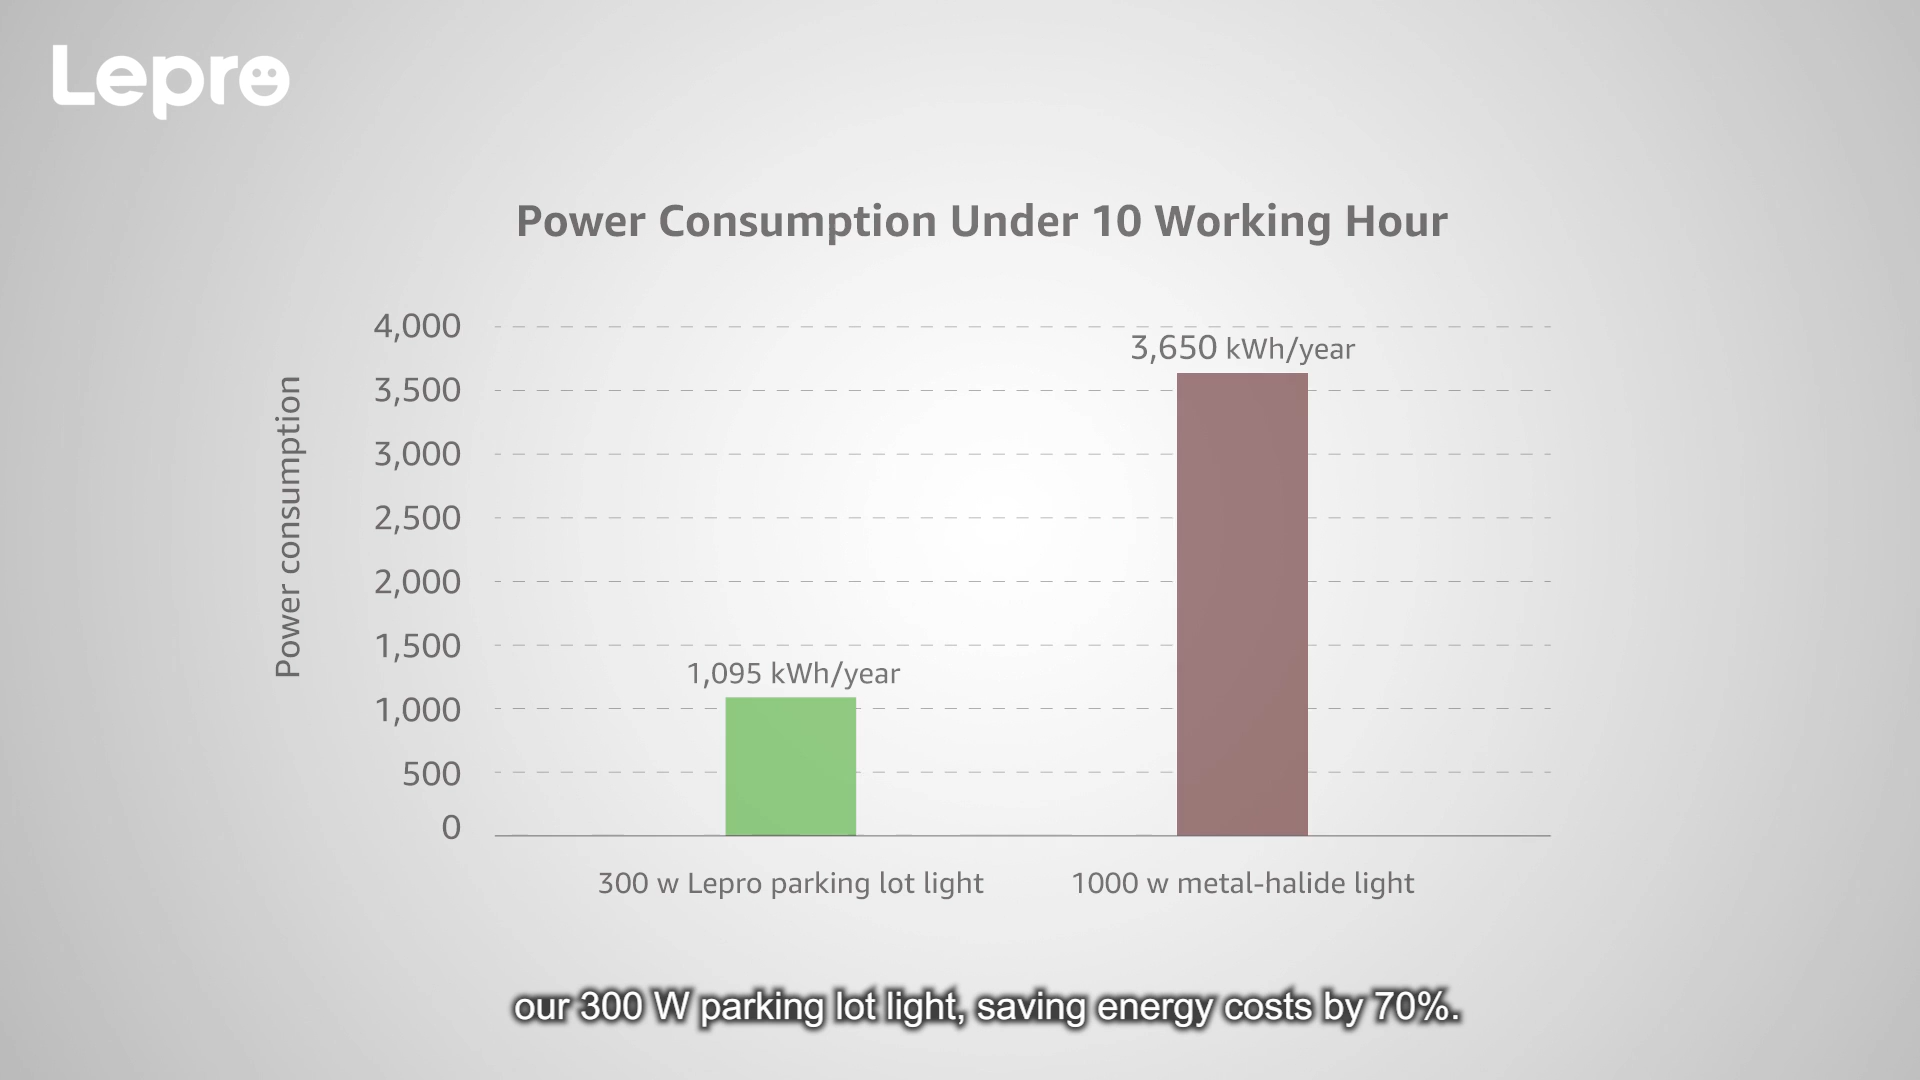 Lepro
Power Consumption Under 10 Working Hour
Power consumption
4,000
3,500
3,000
2,500
2,000
1,500
1,000
500
0
3,650 kWh/year
1,095 kWh/year
300 w Lepro parking lot light
1000 w metal-halide light
our 300 W parking lot light, saving energy costs by 70%.